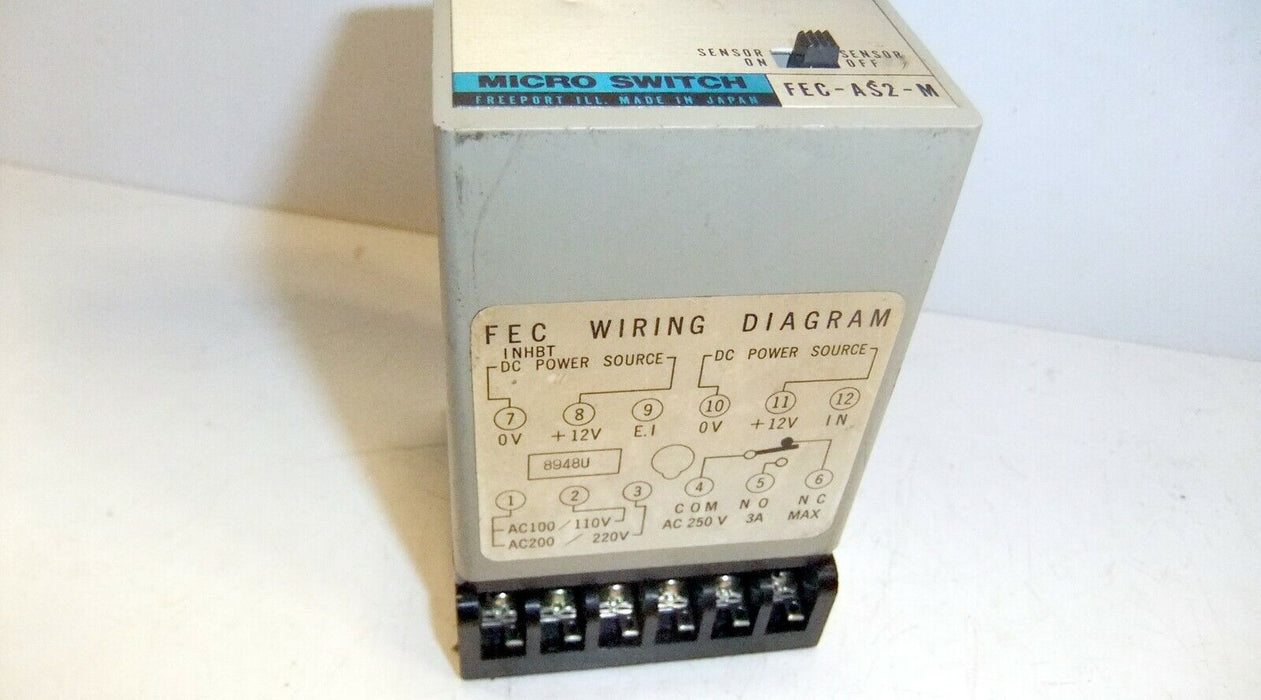 SENSOR ON
SENSOR OFF
MICRO SWITCH
FREEPORT ILL. MADE IN JAPAN
FEC-AS2-M
FEC WIRING DIAGRAM
INHBT
DC POWER SOURCE
DC POWER SOURCE
7 8 9 10 11 12
0V +12V E.I 0V +12V IN
8948U
1 2 3 4 5 6
COM NO NC
AC 250V 3A MAX
AC100 / 110V
AC200 / 220V